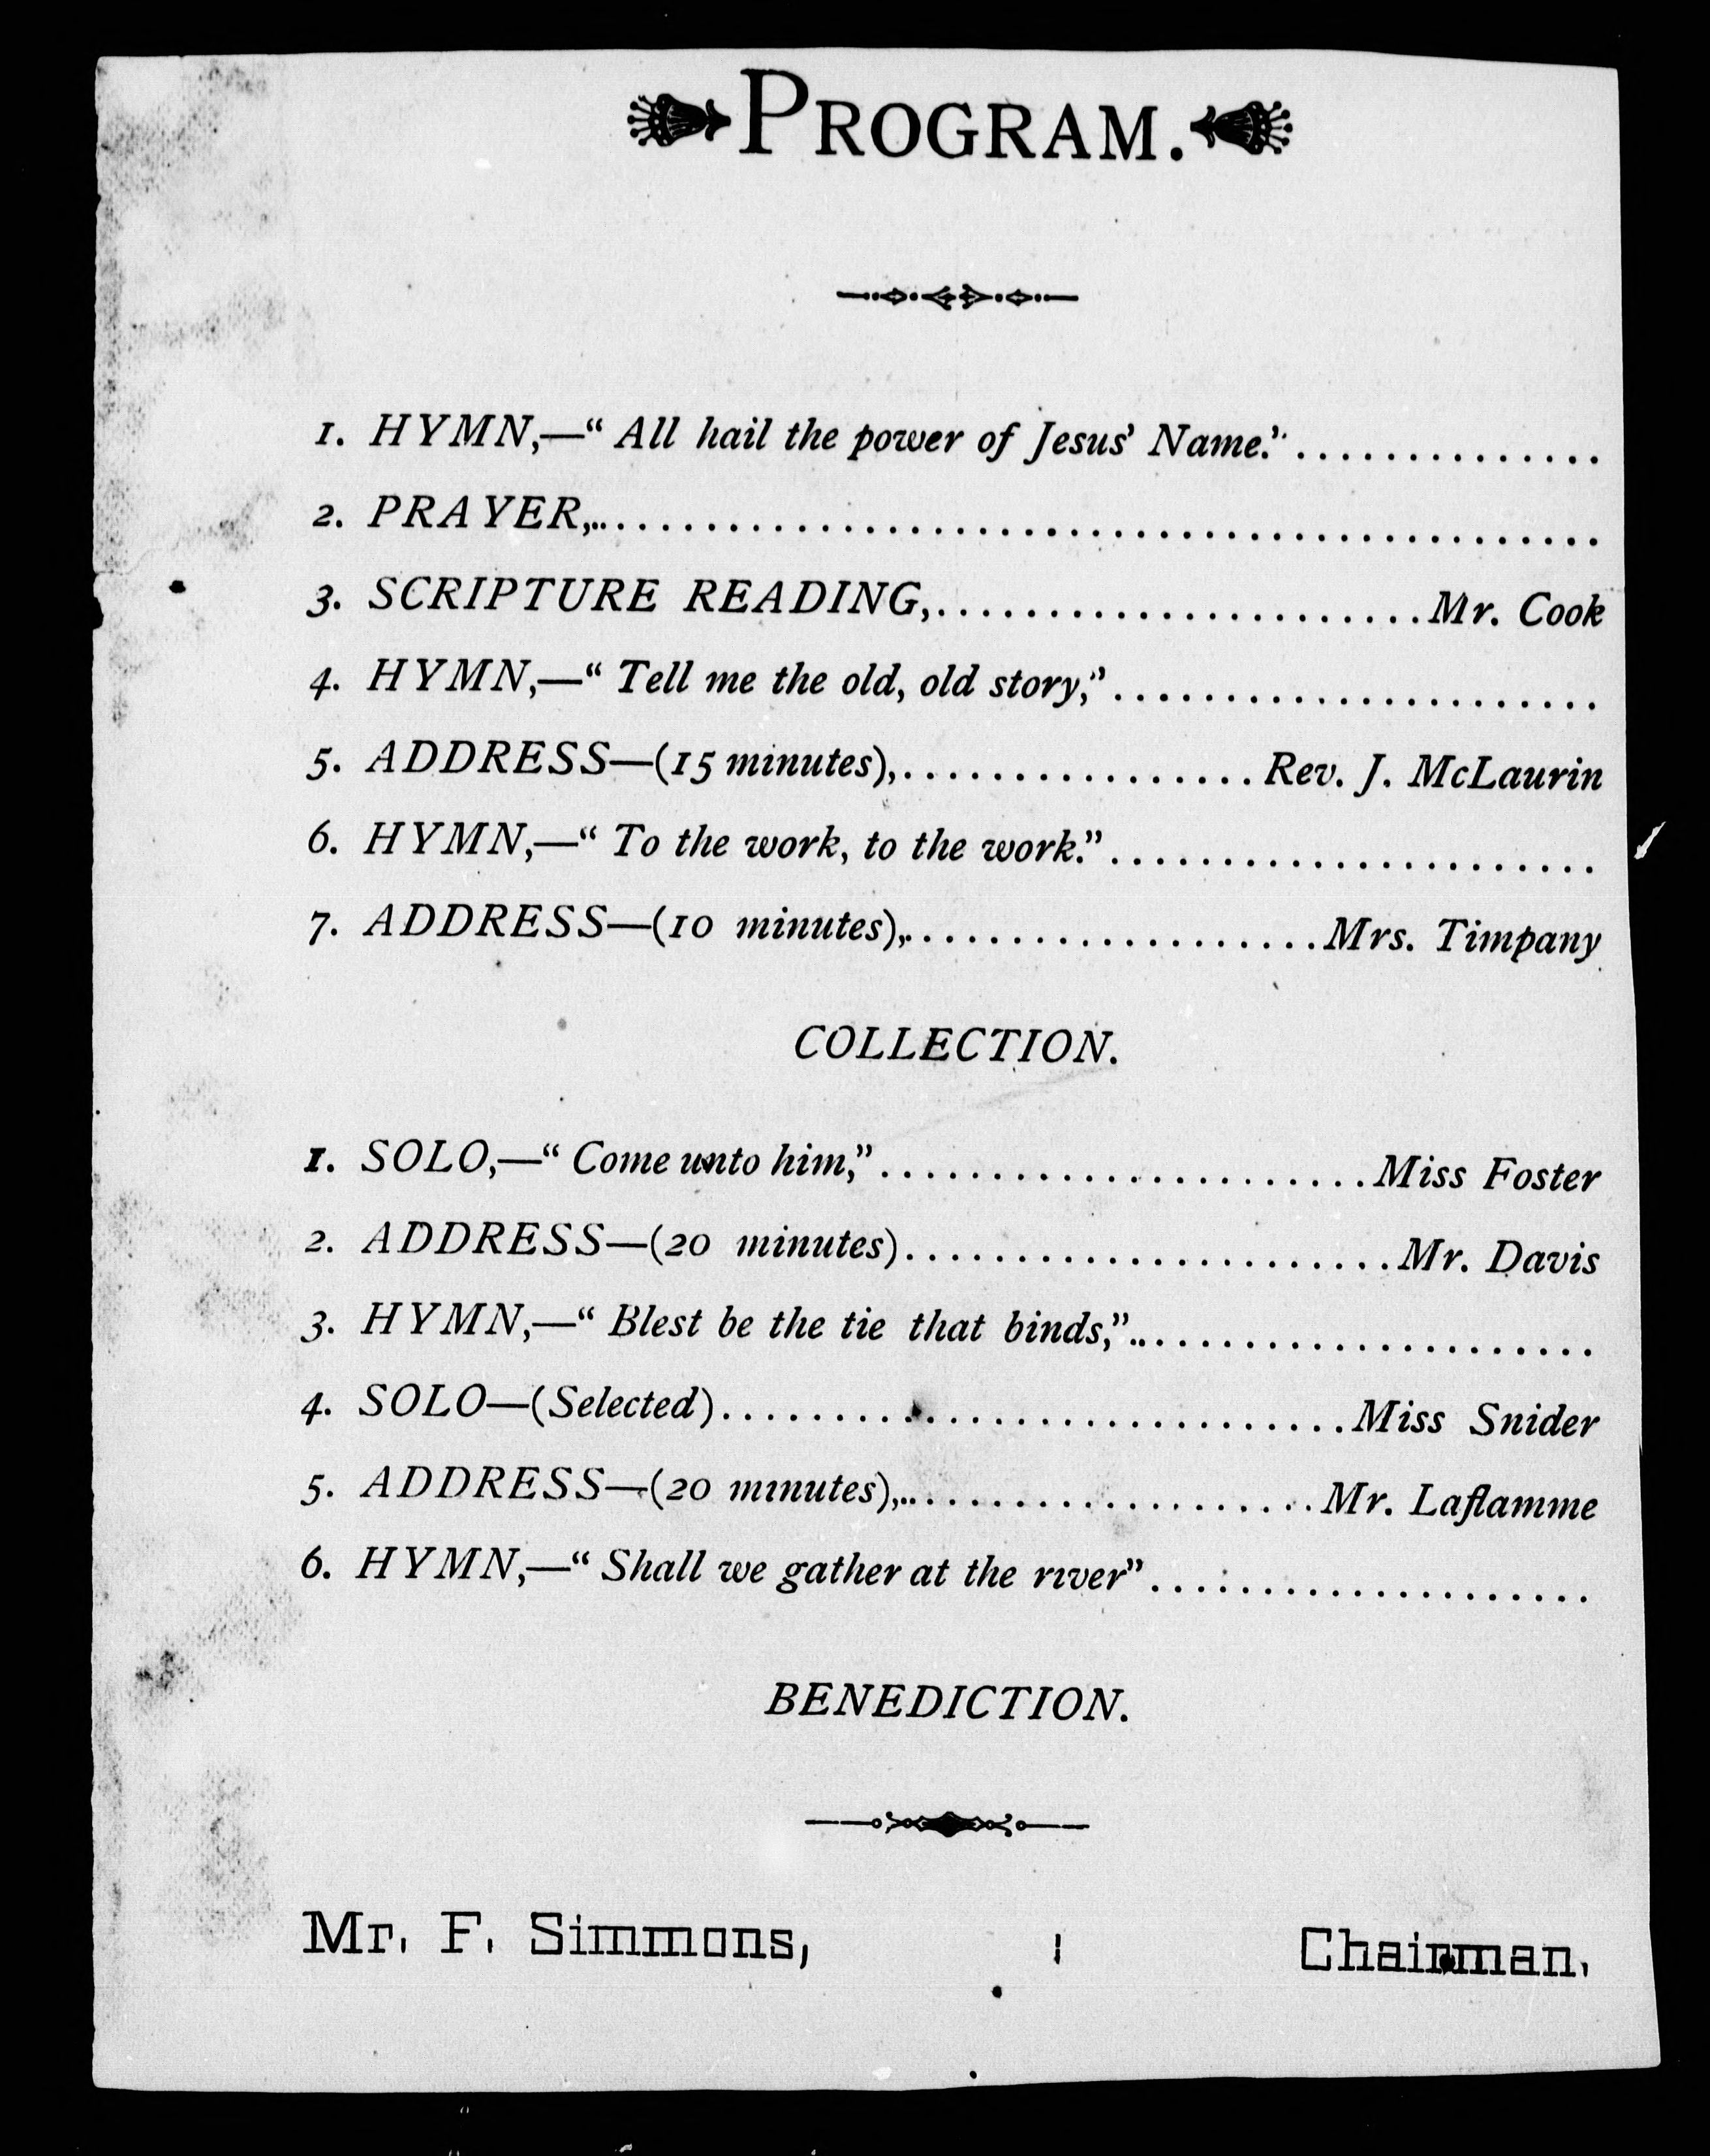 PROGRAM.
1. HYMN,—“ All hail the power of Jesus’ Name.”..............
2. PRAYER,..................................
3. SCRIPTURE READING,......................Mr. Cook
4. HYMN,—“ Tell me the old, old story,”......................
5. ADDRESS—(15 minutes),................Rev. J. McLaurin
6. HYMN,—“ To the work, to the work.”......................
7. ADDRESS—(10 minutes),...................Mrs. Timpany
COLLECTION.
1. SOLO,—“ Come unto him,”......................Miss Foster
2. ADDRESS—(20 minutes)......................Mr. Davis
3. HYMN,—“ Blest be the tie that binds,”......................
4. SOLO—(Selected)............................Miss Snider
5. ADDRESS—(20 minutes),...................Mr. Laflamme
6. HYMN,—“ Shall we gather at the river”....................
BENEDICTION.
Mr. F. Simmons, Chairman.